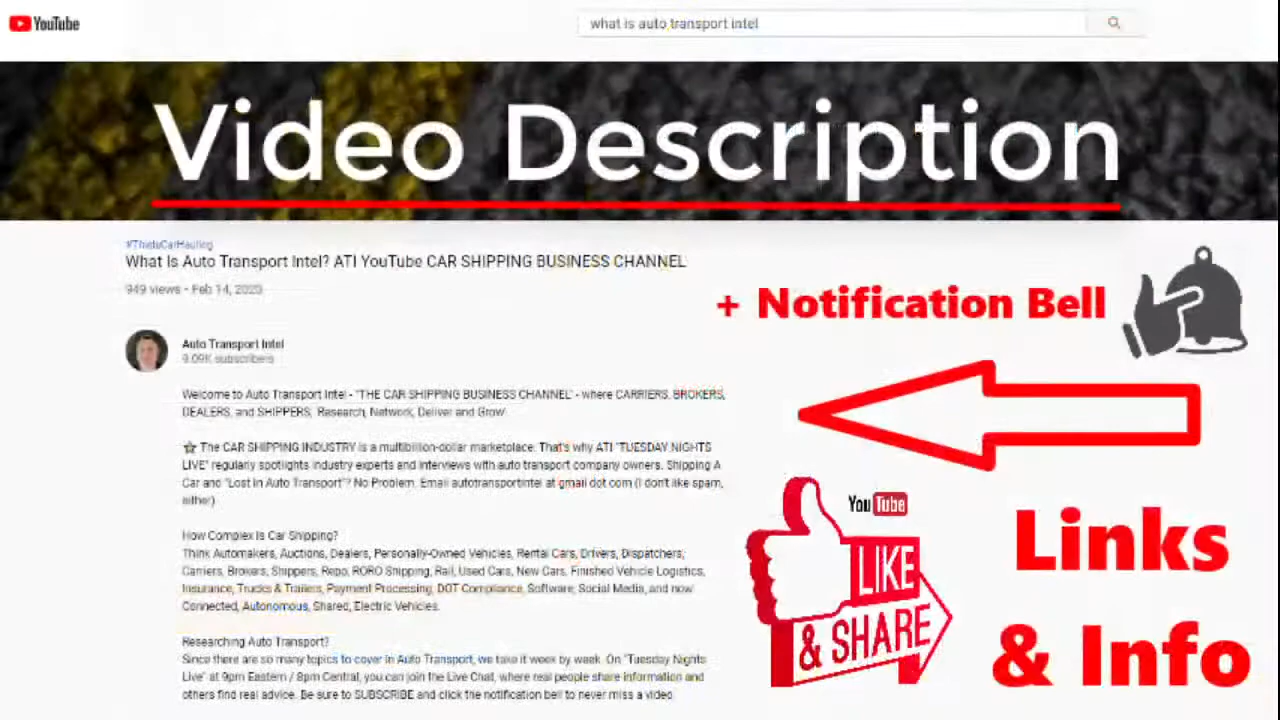 YouTube
what is auto transport intel
Video Description
#ThisIsCarHauling
What Is Auto Transport Intel? ATI YouTube CAR SHIPPING BUSINESS CHANNEL
949 views • Feb 14, 2020
+ Notification Bell
Auto Transport Intel
9.09K subscribers
Welcome to Auto Transport Intel - "THE CAR SHIPPING BUSINESS CHANNEL" - where CARRIERS, BROKERS,
DEALERS, and SHIPPERS, Research, Network, Deliver and Grow.
The CAR SHIPPING INDUSTRY is a multibillion-dollar marketplace. That's why ATI "TUESDAY NIGHTS
LIVE" regularly spotlights industry experts and interviews with auto transport company owners. Shipping A
Car and "Lost in Auto Transport"? No Problem. Email autotransportintel at gmail dot com (I don't like spam,
either)
How Complex Is Car Shipping?
Think Automakers, Auctions, Dealers, Personally-Owned Vehicles, Rental Cars, Drivers, Dispatchers,
Carriers, Brokers, Shippers, Repo, RORO Shipping, Rail, Used Cars, New Cars, Finished Vehicle Logistics,
Insurance, Trucks & Trailers, Payment Processing, DOT Compliance, Software, Social Media, and now
Connected, Autonomous, Shared, Electric Vehicles.
Researching Auto Transport?
Since there are so many topics to cover in Auto Transport, we take it week by week. On "Tuesday Nights
Live" at 9pm Eastern / 8pm Central, you can join the Live Chat, where real people share information and
others find real advice. Be sure to SUBSCRIBE and click the notification bell to never miss a video.
YouTube
LIKE
& SHARE
Links
& Info